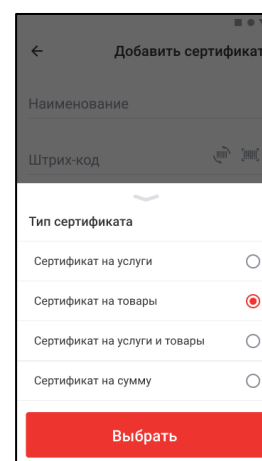 Добавить сертификат
Наименование
Штрих-код
Тип сертификата
Сертификат на услуги
Сертификат на товары
Сертификат на услуги и товары
Сертификат на сумму
Выбрать